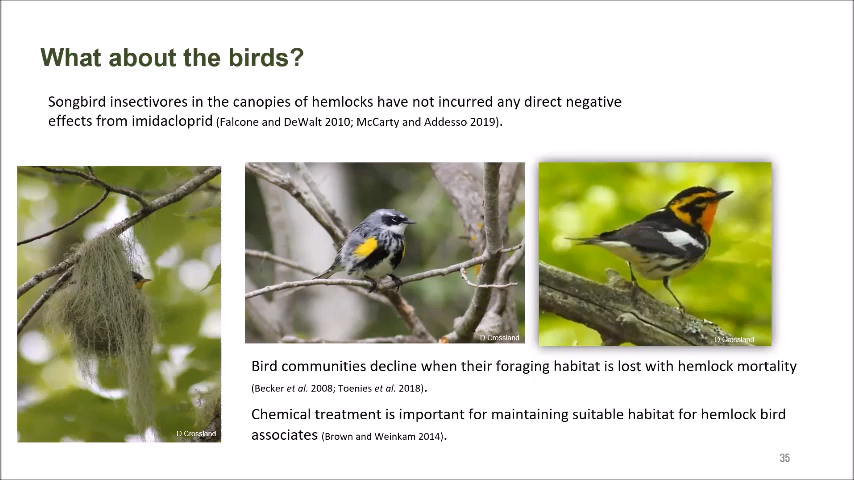 What about the birds?
Songbird insectivores in the canopies of hemlocks have not incurred any direct negative
effects from imidacloprid (Falcone and DeWalt 2010; McCarty and Addesso 2019).
D Crossland
D Crossland
D Crossland
Bird communities decline when their foraging habitat is lost with hemlock mortality
(Becker et al. 2008; Toenies et al. 2018).
Chemical treatment is important for maintaining suitable habitat for hemlock bird
associates (Brown and Weinkam 2014).
35